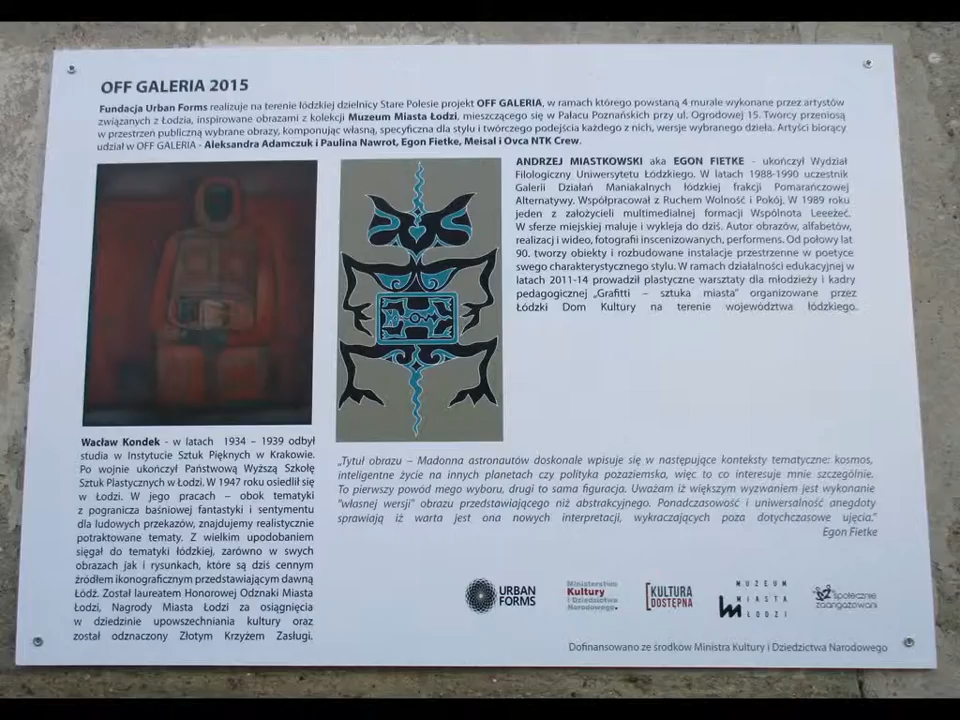 OFF GALERIA 2015
Fundacja Urban Forms realizuje na terenie łódzkiej dzielnicy Stare Polesie projekt OFF GALERIA, w ramach którego powstaną 4 murale wykonane przez artystów
związanych z Łodzia, inspirowane obrazami z kolekcji Muzeum Miasta Łodzi, mieszczącego się w Pałacu Poznańskich przy ul. Ogrodowej 15. Twórcy przeniosą
w przestrzeń publiczną wybrane obrazy, komponując własną, specyficzna dla stylu i twórczego podejścia każdego z nich, wersje wybranego dzieła. Artyści biorący
udział w OFF GALERIA - Aleksandra Adamczuk i Paulina Nawrot, Egon Fietke, Meisal i Ovca NTK Crew.
ANDRZEJ MIASTKOWSKI aka EGON FIETKE - ukończył Wydział
Filologiczny Uniwersytetu Łódzkiego. W latach 1988-1990 uczestnik
Galerii Działań Maniakalnych łódzkiej frakcji Pomarańczowej
Alternatywy. Współpracował z Ruchem Wolność i Pokój. W 1989 roku
jeden z założycieli multimedialnej formacji Wspólnota Leeeżeć.
W sferze miejskiej maluje i wykleja do dziś. Autor obrazów, alfabetów,
realizacj i wideo, fotografii inscenizowanych, performens. Od połowy lat
90. tworzy obiekty i rozbudowane instalacje przestrzenne w poetyce
swego charakterystycznego stylu. W ramach działalności edukacyjnej w
latach 2011-14 prowadził plastyczne warsztaty dla młodzieży i kadry
pedagogicznej „Grafitti – sztuka miasta” organizowane przez
Łódzki Dom Kultury na terenie województwa łódzkiego.
Wacław Kondek - w latach 1934 – 1939 odbył
studia w Instytucie Sztuk Pięknych w Krakowie.
Po wojnie ukończył Państwową Wyższą Szkołę
Sztuk Plastycznych w Łodzi. W 1947 roku osiedlił się
w Łodzi. W jego pracach – obok tematyki
z pogranicza baśniowej fantastyki i sentymentu
dla ludowych przekazów, znajdujemy realistycznie
potraktowane tematy. Z wielkim upodobaniem
sięgał do tematyki łódzkiej, zarówno w swych
obrazach jak i rysunkach, które są dziś cennym
źródłem ikonograficznym przedstawiającym dawną
Łódź. Został laureatem Honorowej Odznaki Miasta
Łodzi, Nagrody Miasta Łodzi za osiągnięcia
w dziedzinie upowszechniania kultury oraz
został odznaczony Złotym Krzyżem Zasługi.
„Tytuł obrazu – Madonna astronautów doskonale wpisuje się w następujące konteksty tematyczne: kosmos,
inteligentne życie na innych planetach czy polityka pozaziemska, więc to co interesuje mnie szczególnie.
To pierwszy powód mego wyboru, drugi to sama figuracja. Uważam iż większym wyzwaniem jest wykonanie
"własnej wersji" obrazu przedstawiającego niż abstrakcyjnego. Ponadczasowość i uniwersalność anegdoty
sprawiają iż warta jest ona nowych interpretacji, wykraczających poza dotychczasowe ujęcia."
Egon Fietke
URBAN
FORMS
Ministerstwo
Kultury
i Dziedzictwa
Narodowego.
KULTURA
DOSTĘPNA
MUZEUM
MIASTA
ŁODZI
społecznie
zaangażowani
Dofinansowano ze środków Ministra Kultury i Dziedzictwa Narodowego